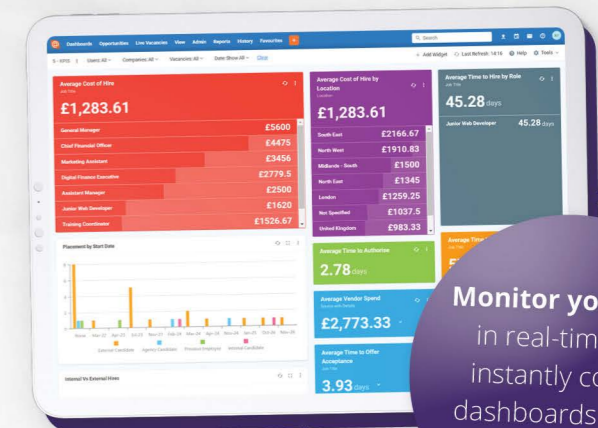 Dashboards Opportunities Live Vacancies View Admin Reports History Favourites
Search
Users: All Companies: All Vacancies: All Date: Show All Clear
Add Widget Last Refresh: 14:16 Help Tools
Average Cost of Hire
Job Title
£1,283.61
General Manager £5600
Chief Financial Officer £4475
Marketing Assistant £3456
Digital Finance Executive £2779.5
Assistant Manager £2500
Junior Web Developer £1620
Training Coordinator £1526.67
Average Cost of Hire by
Location
Location
£1,283.61
South East £2166.67
North West £1910.83
Midlands - South £1500
North East £1345
London £1259.25
Not Specified £1037.5
United Kingdom £983.33
Average Time to Hire by Role
Job Title
45.28 days
Junior Web Developer 45.28 days
Placement by Start Date
External Candidate Agency Candidate Previous Employee Internal Candidates
Internal Vs External Hires
Average Time to Authorise
2.78 days
Average Vendor Spend
£2,773.33
Average Time to Offer
Acceptance
Job Title
3.93 days
Average Time
Monitor yo
in real-tim
instantly co
dashboards